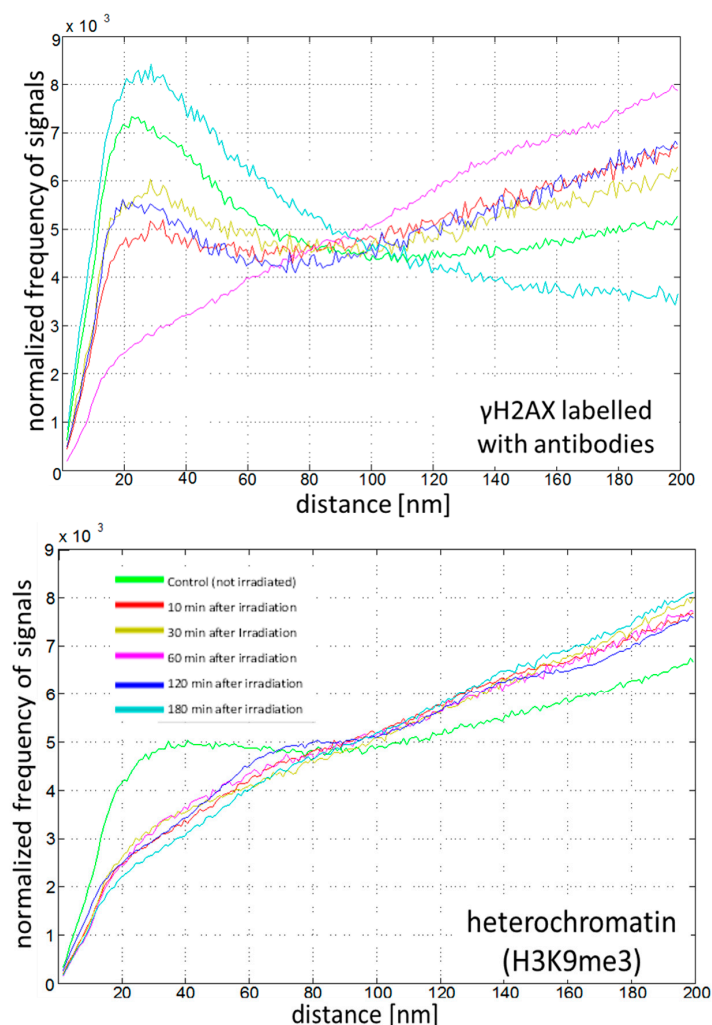 x 10 3
9
8
7
6
5
4
3
2
1
0
20
40
60
80
100
120
140
160
180
200
normalized frequency of signals
distance [nm]
γH2AX labelled
with antibodies
x 10 3
9
8
7
6
5
4
3
2
1
0
20
40
60
80
100
120
140
160
180
200
normalized frequency of signals
Control (not irradiated)
10 min after irradiation
30 min after Irradiation
60 min after irradiation
120 min after irradiation
180 min after irradiation
heterochromatin
(H3K9me3)
distance [nm]